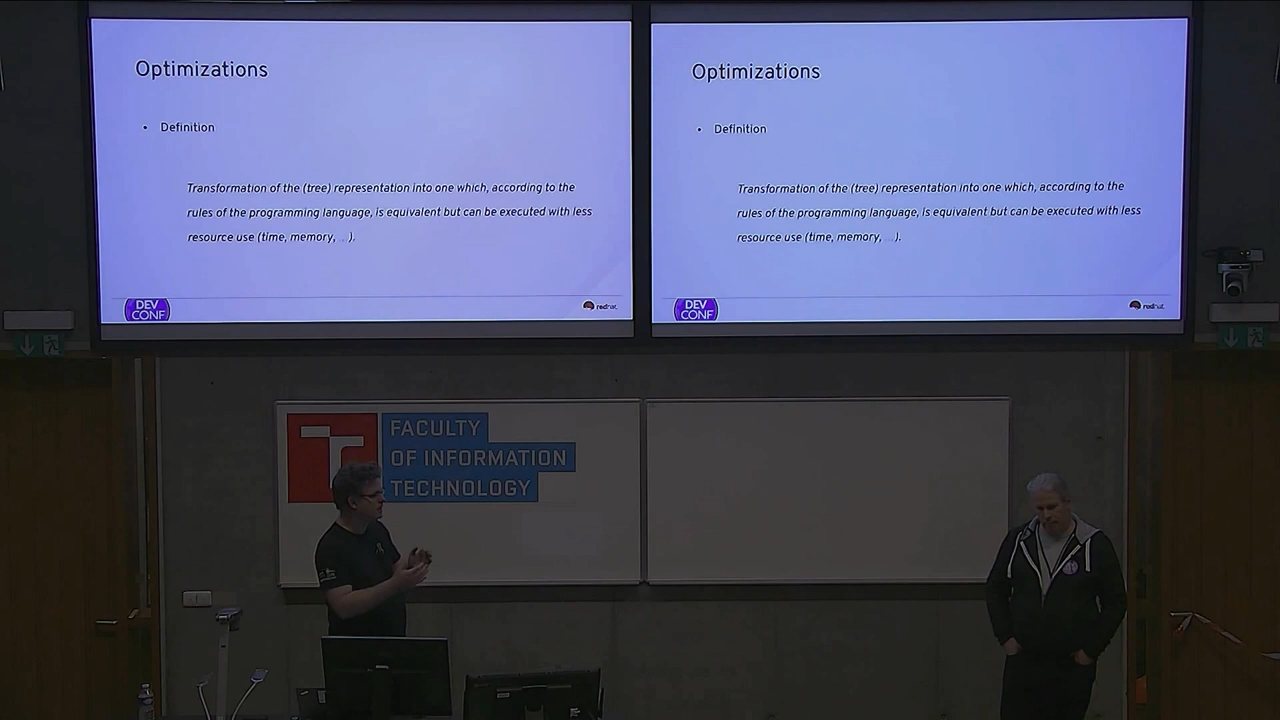 Optimizations
• Definition
Transformation of the (tree) representation into one which, according to the
rules of the programming language, is equivalent but can be executed with less
resource use (time, memory, ... ).
DEV
CONF
redhat.
Optimizations
• Definition
Transformation of the (tree) representation into one which, according to the
rules of the programming language, is equivalent but can be executed with less
resource use (time, memory, ... ).
DEV
CONF
redhat.
FACULTY
OF INFORMATION
TECHNOLOGY